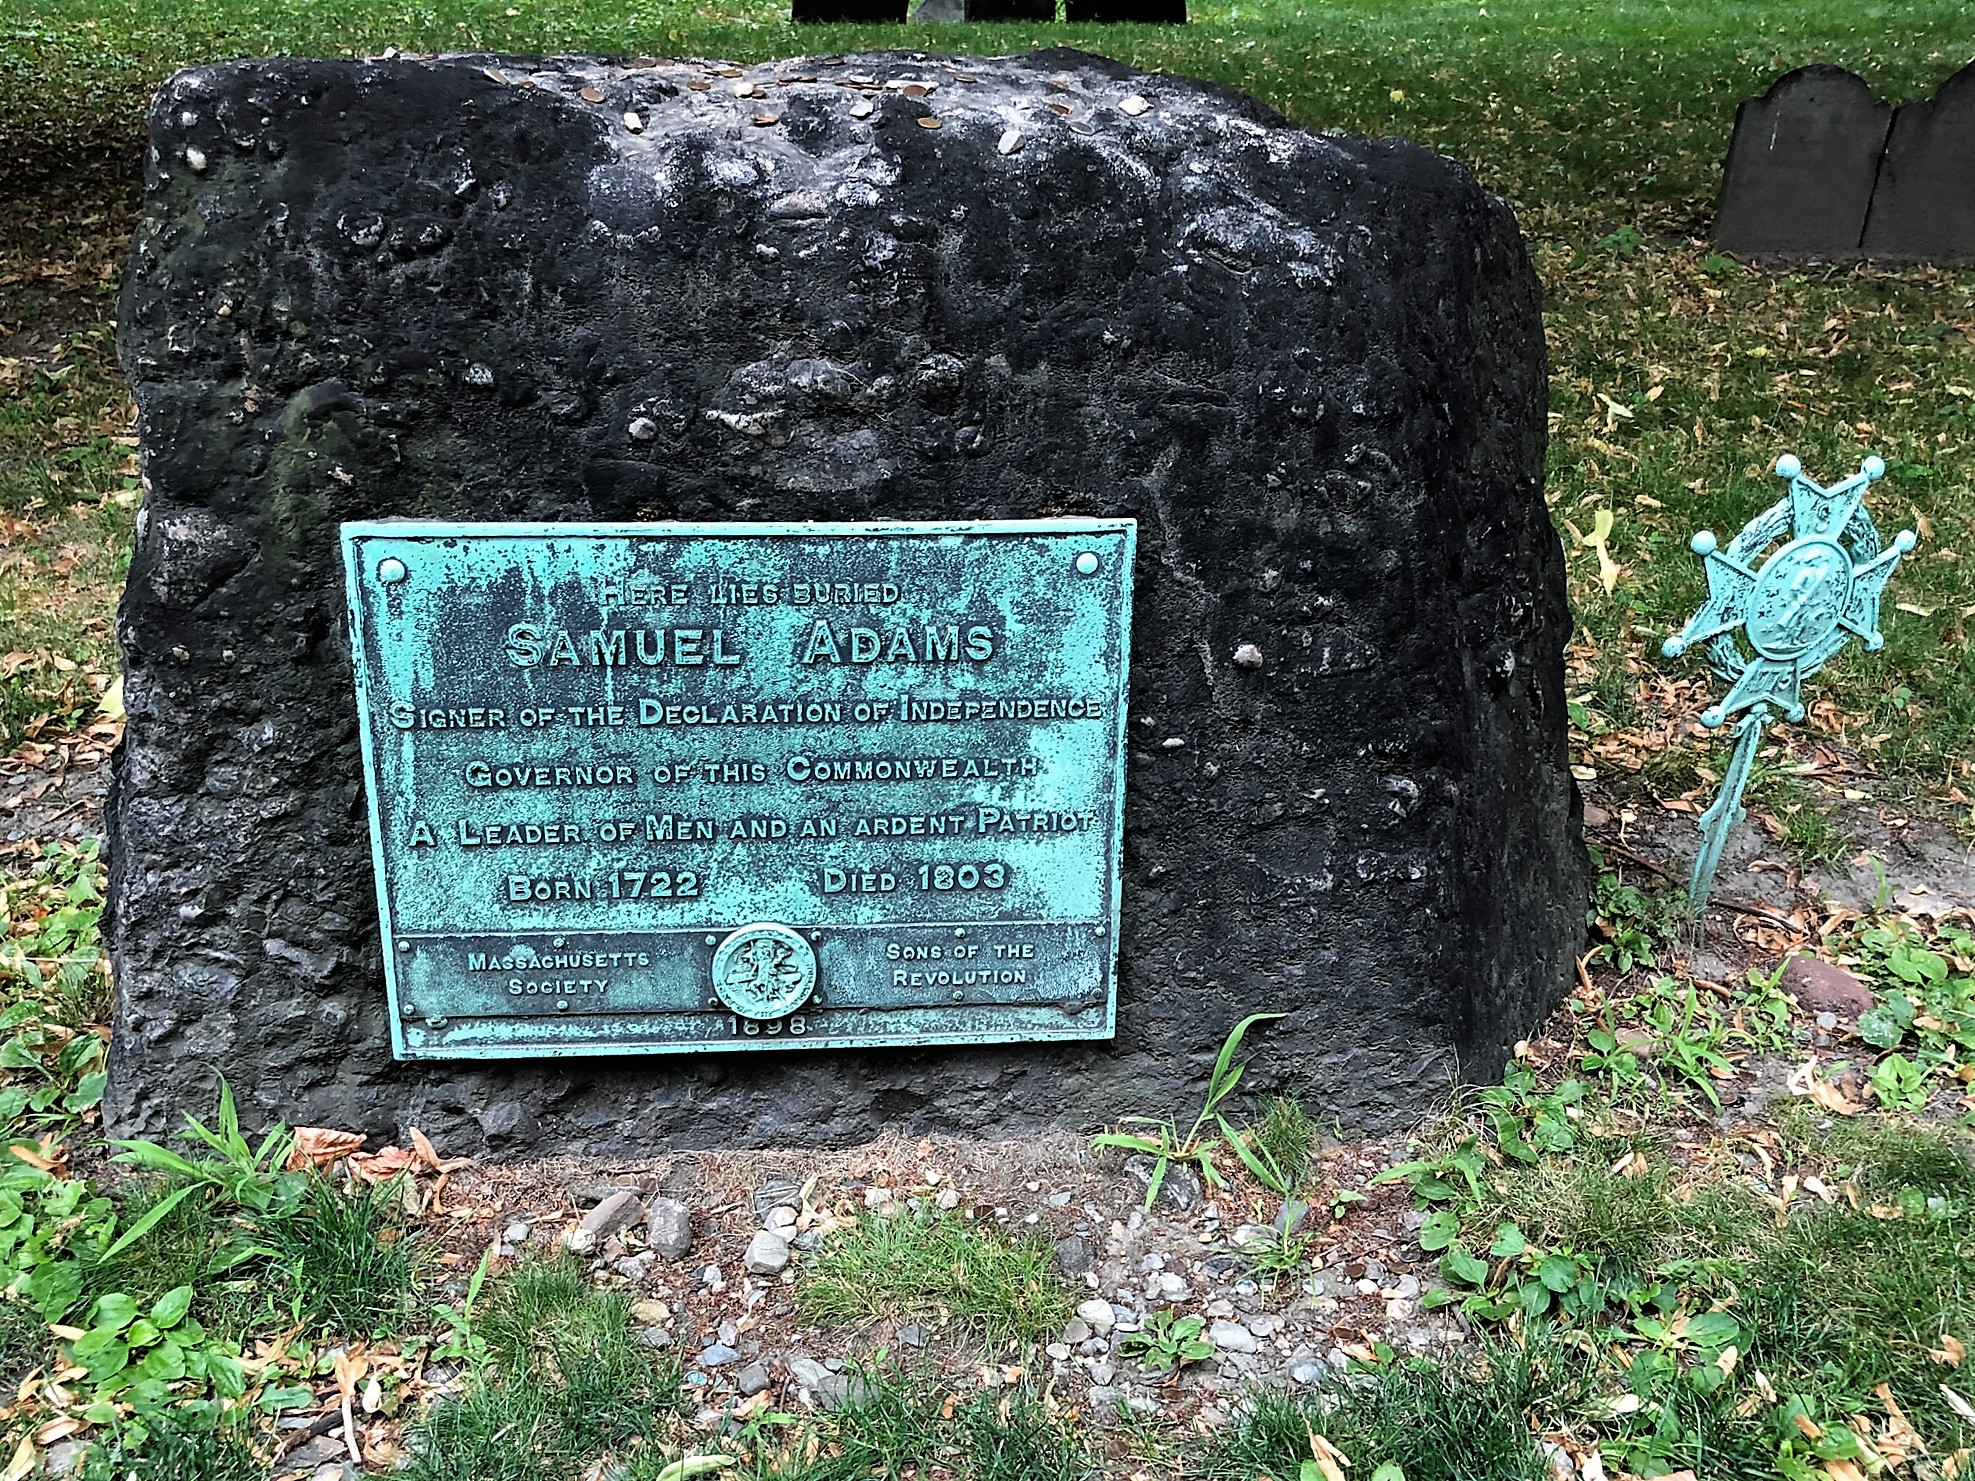 Here lies buried
Samuel Adams
Signer of the Declaration of Independence
Governor of this Commonwealth
A Leader of Men and an ardent Patriot
Born 1722 Died 1803
Massachusetts Society
Sons of the Revolution
1898